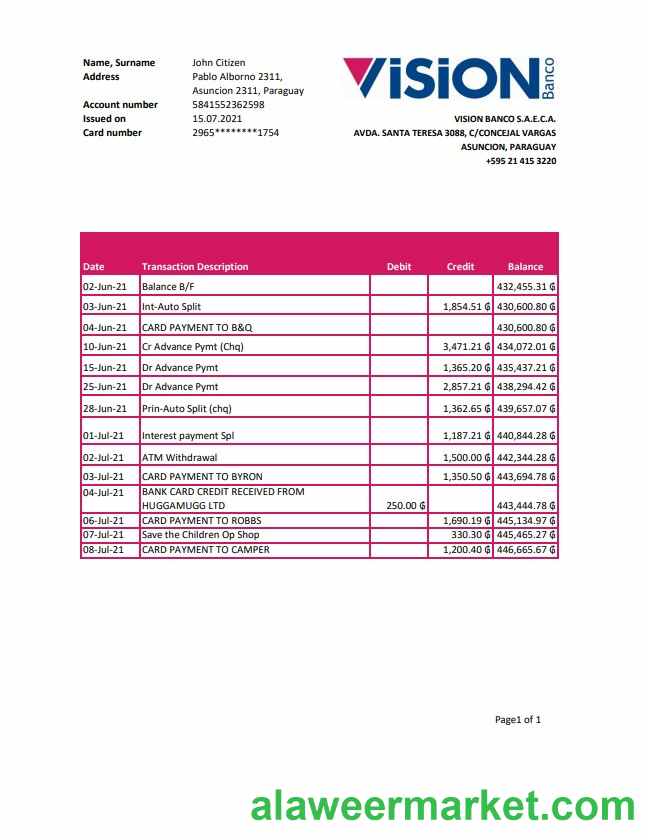 Name, Surname John Citizen
Address Pablo Alborno 2311,
Asuncion 2311, Paraguay
Account number 5841552362598
Issued on 15.07.2021
Card number 2965********1754
VISION Banco
VISION BANCO S.A.E.C.A.
AVDA. SANTA TERESA 3088, C/CONCEJAL VARGAS
ASUNCION, PARAGUAY
+595 21 415 3220
Date Transaction Description Debit Credit Balance
02-Jun-21 Balance B/F 432,455.31 ₲
03-Jun-21 Int-Auto Split 1,854.51 ₲ 430,600.80 ₲
04-Jun-21 CARD PAYMENT TO B&Q 430,600.80 ₲
10-Jun-21 Cr Advance Pymt (Chq) 3,471.21 ₲ 434,072.01 ₲
15-Jun-21 Dr Advance Pymt 1,365.20 ₲ 435,437.21 ₲
25-Jun-21 Dr Advance Pymt 2,857.21 ₲ 438,294.42 ₲
28-Jun-21 Prin-Auto Split (chq) 1,362.65 ₲ 439,657.07 ₲
01-Jul-21 Interest payment Spl 1,187.21 ₲ 440,844.28 ₲
02-Jul-21 ATM Withdrawal 1,500.00 ₲ 442,344.28 ₲
03-Jul-21 CARD PAYMENT TO BYRON 1,350.50 ₲ 443,694.78 ₲
04-Jul-21 BANK CARD CREDIT RECEIVED FROM
HUGGAMUGG LTD 250.00 ₲ 443,444.78 ₲
06-Jul-21 CARD PAYMENT TO ROBBS 1,690.19 ₲ 445,134.97 ₲
07-Jul-21 Save the Children Op Shop 330.30 ₲ 445,465.27 ₲
08-Jul-21 CARD PAYMENT TO CAMPER 1,200.40 ₲ 446,665.67 ₲
Page1 of 1
alaweermarket.com